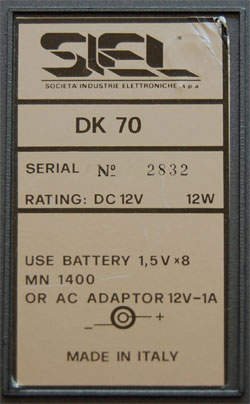 SIEL
SOCIETA' INDUSTRIE ELETTRONICHE s.p.a
DK 70
SERIAL Nº 2832
RATING: DC 12V 12W
USE BATTERY 1,5V×8
MN 1400
OR AC ADAPTOR 12V-1A
– +
MADE IN ITALY